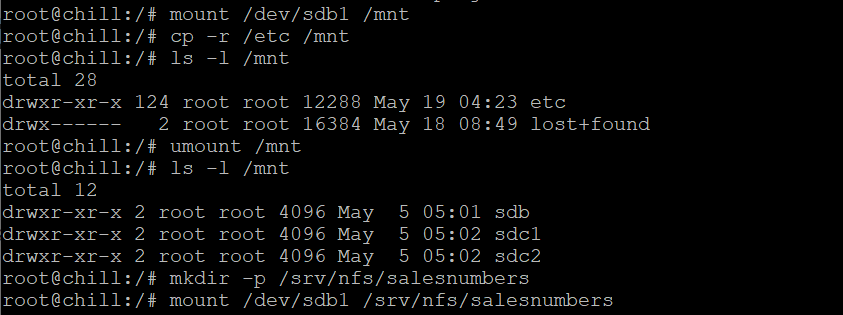 root@chill:/# mount /dev/sdb1 /mnt
root@chill:/# cp -r /etc /mnt
root@chill:/# ls -l /mnt
total 28
drwxr-xr-x 124 root root 12288 May 19 04:23 etc
drwx------   2 root root 16384 May 18 08:49 lost+found
root@chill:/# umount /mnt
root@chill:/# ls -l /mnt
total 12
drwxr-xr-x 2 root root 4096 May  5 05:01 sdb
drwxr-xr-x 2 root root 4096 May  5 05:02 sdc1
drwxr-xr-x 2 root root 4096 May  5 05:02 sdc2
root@chill:/# mkdir -p /srv/nfs/salesnumbers
root@chill:/# mount /dev/sdb1 /srv/nfs/salesnumbers